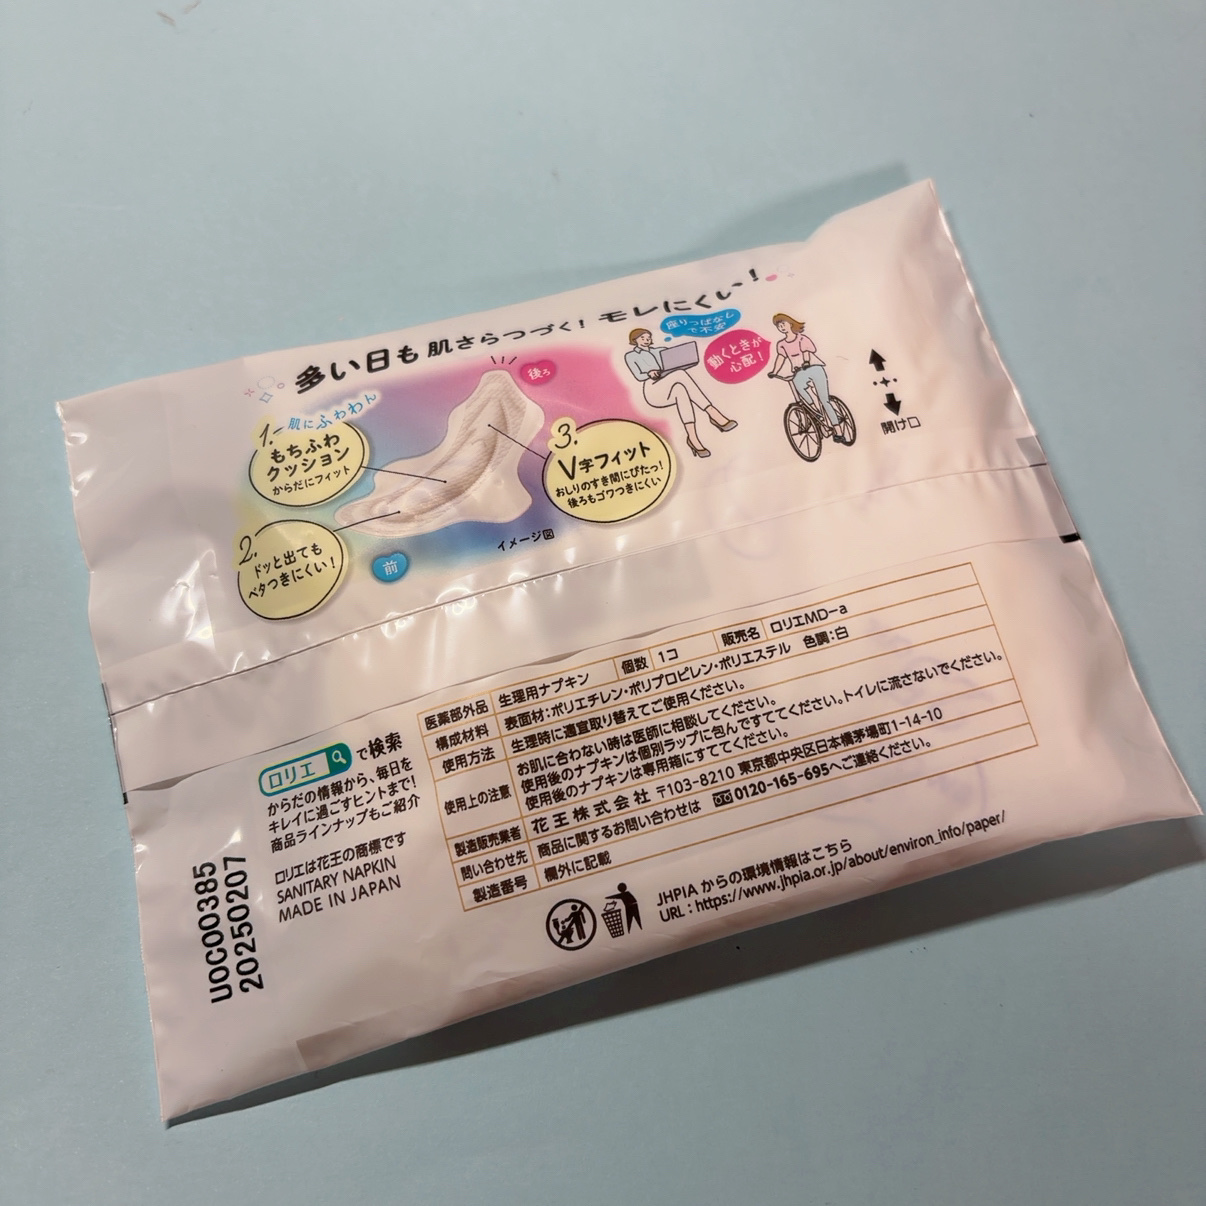 多い日も 肌さらつづく! モレにくい!
座りっぱなし
で不安
動くときが
心配!
後ろ
1. 肌にふわわん
もちふわ
クッション
からだにフィット
2.
ドッと出ても
ベタつきにくい!
3.
V字フィット
おしりのすき間にぴたっ!
後ろもゴワつきにくい
前
イメージ図
開け口
医薬部外品 生理用ナプキン 個数 1コ 販売名 ロリエMD-a
構成材料 表面材:ポリエチレン・ポリプロピレン・ポリエステル 色調:白
使用方法 生理時に適宜取り替えてご使用ください。
使用上の注意 お肌に合わない時は医師に相談してください。
使用後のナプキンは個別ラップに包んですててください。トイレに流さないでください。
使用後のナプキンは専用箱にすててください。
製造販売業者 花王株式会社 〒103-8210 東京都中央区日本橋茅場町1-14-10
問い合わせ先 商品に関するお問い合わせは 0120-165-695へご連絡ください。
製造番号 欄外に記載
ロリエ で検索
からだの情報から、毎日を
キレイに過ごすヒントまで!
商品ラインナップもご紹介
ロリエは花王の商標です
SANITARY NAPKIN
MADE IN JAPAN
JHPIA からの環境情報はこちら
URL : https://www.jhpia.or.jp/about/environ_info/paper/
U0C00385
20250207